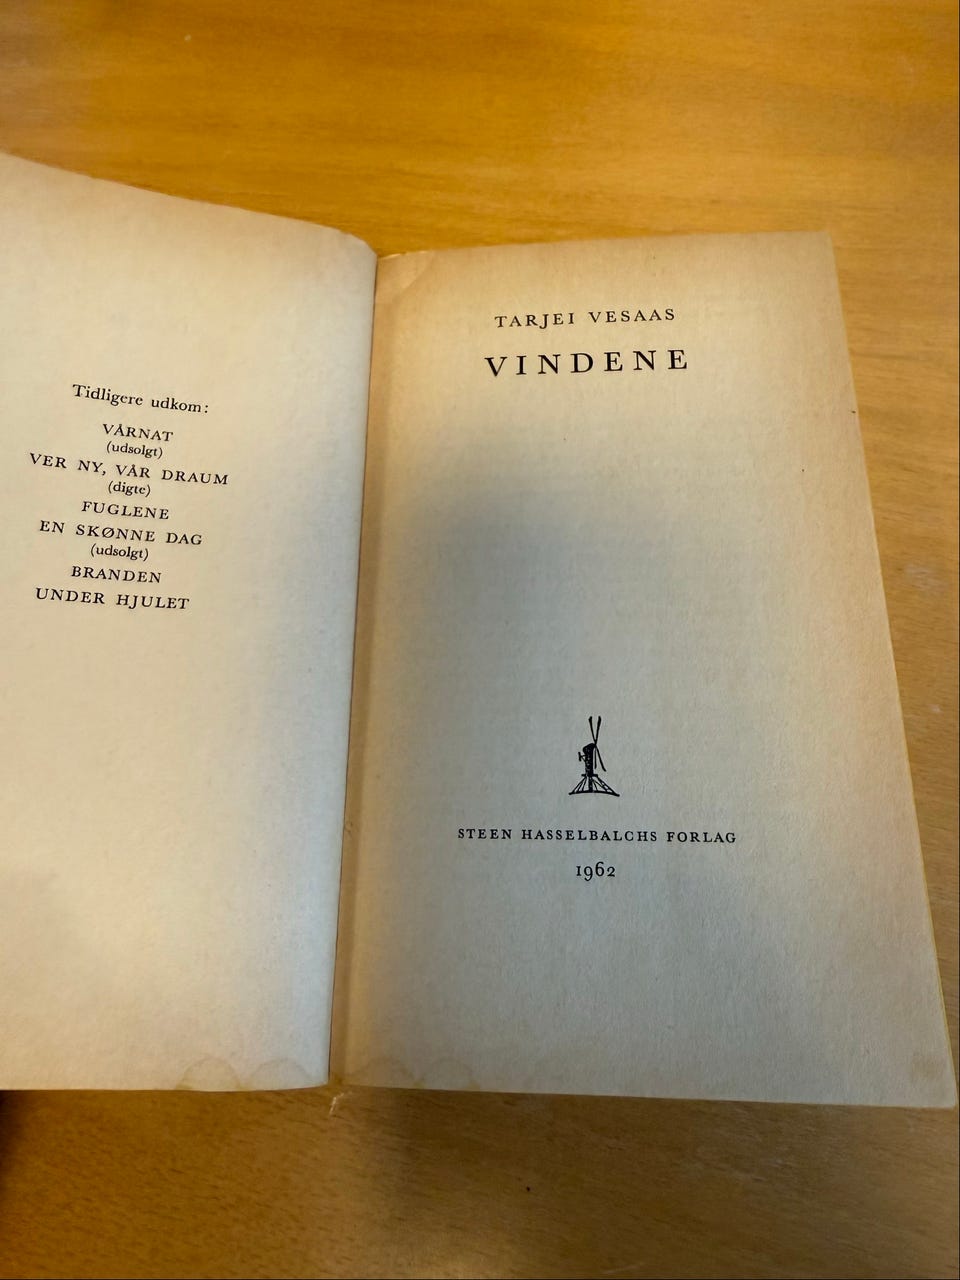 Tidligere udkom:
VÅRNAT
(udsolgt)
VER NY, VÅR DRAUM
(digte)
FUGLENE
EN SKØNNE DAG
(udsolgt)
BRANDEN
UNDER HJULET
TARJEI VESAAS
VINDENE
STEEN HASSELBALCHS FORLAG
1962